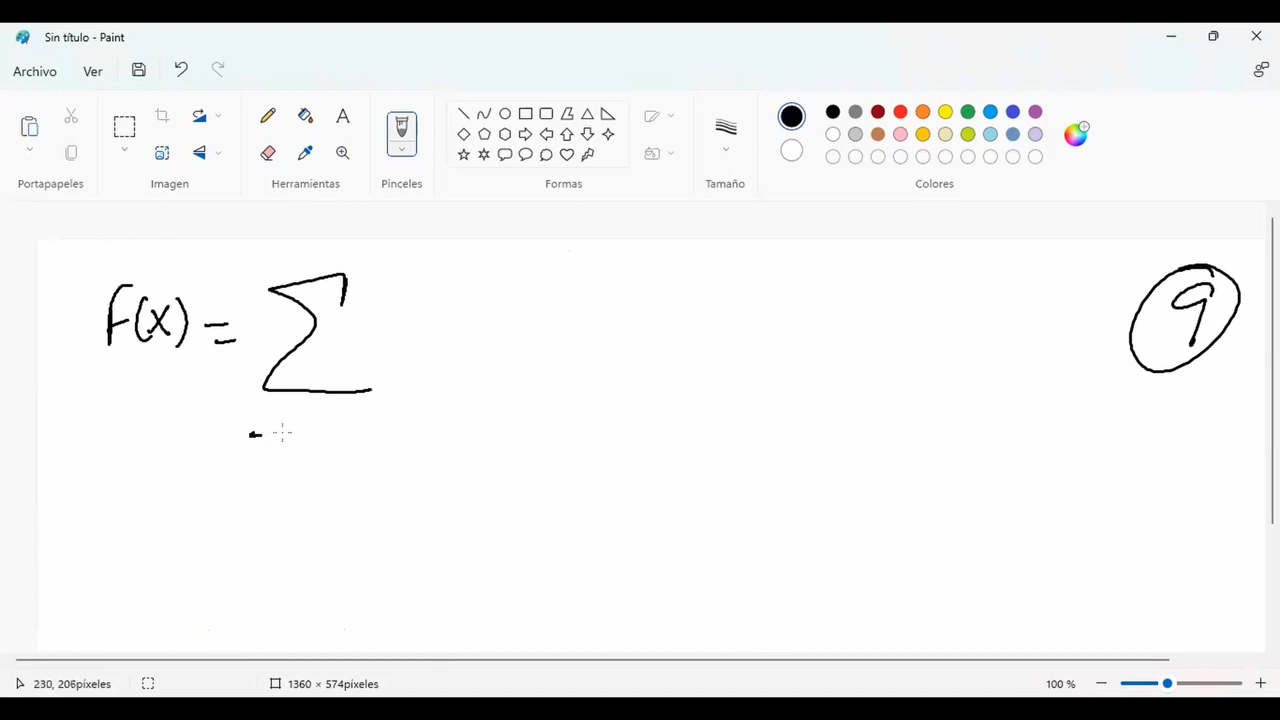 Sin título - Paint
Archivo Ver
Portapapeles Imagen Herramientas Pinceles Formas Tamaño Colores
F(x) = ∑ 9
-
230, 206píxeles 1360 × 574píxeles 100 %